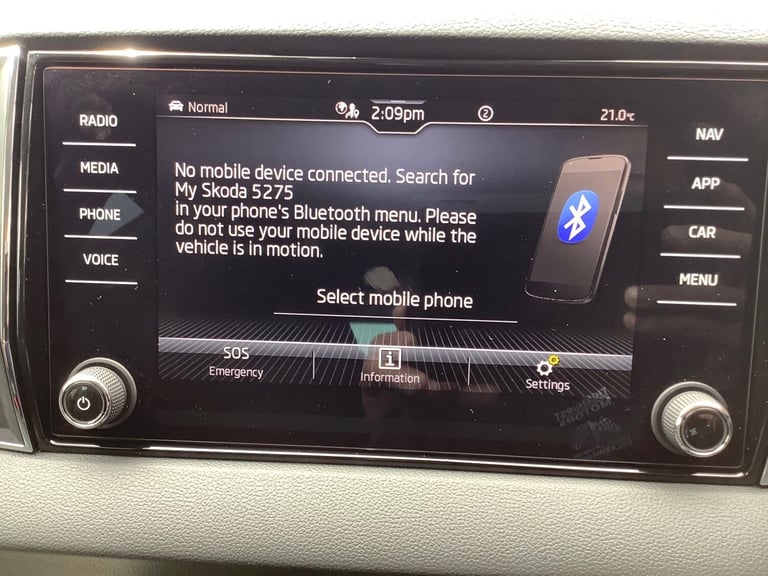 RADIO
MEDIA
PHONE
VOICE
Normal
2:09pm
2
21.0°C
No mobile device connected. Search for
My Skoda 5275
in your phone's Bluetooth menu. Please
do not use your mobile device while the
vehicle is in motion.
Select mobile phone
SOS
Emergency
i
Information
Settings
NAV
APP
CAR
MENU